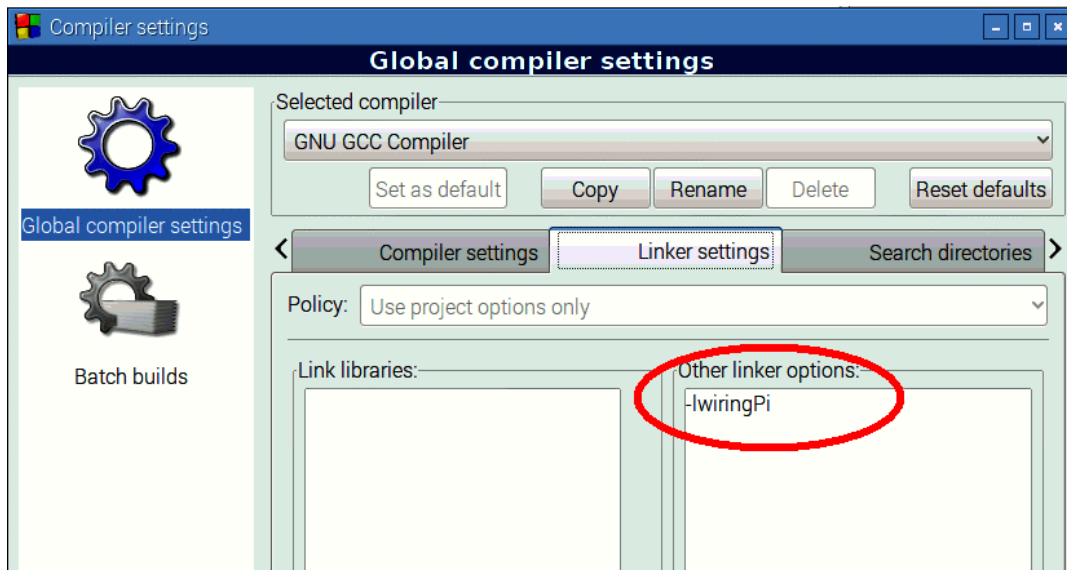 Compiler settings
Global compiler settings
Selected compiler
GNU GCC Compiler
Set as default Copy Rename Delete Reset defaults
Global compiler settings
Compiler settings Linker settings Search directories
Policy: Use project options only
Batch builds
Link libraries: Other linker options:
-lwiringPi